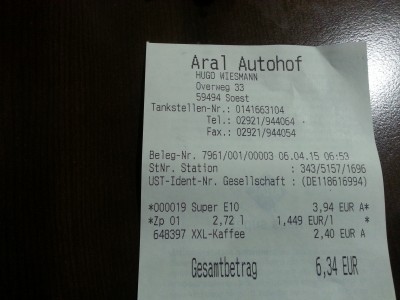 Aral Autohof
HUGO WIESMANN
Overweg 33
59494 Soest
Tankstellen-Nr.: 0141663104
Tel.: 02921/944064
Fax.: 02921/944054
Beleg-Nr. 7961/001/00003 06.04.15 06:53
StNr. Station : 343/5157/1696
UST-Ident-Nr. Gesellschaft : (DE118616994)
*000019 Super E10 3,94 EUR A*
*Zp 01 2,72 l 1,449 EUR/l *
648397 XXL-Kaffee 2,40 EUR A
Gesamtbetrag 6,34 EUR